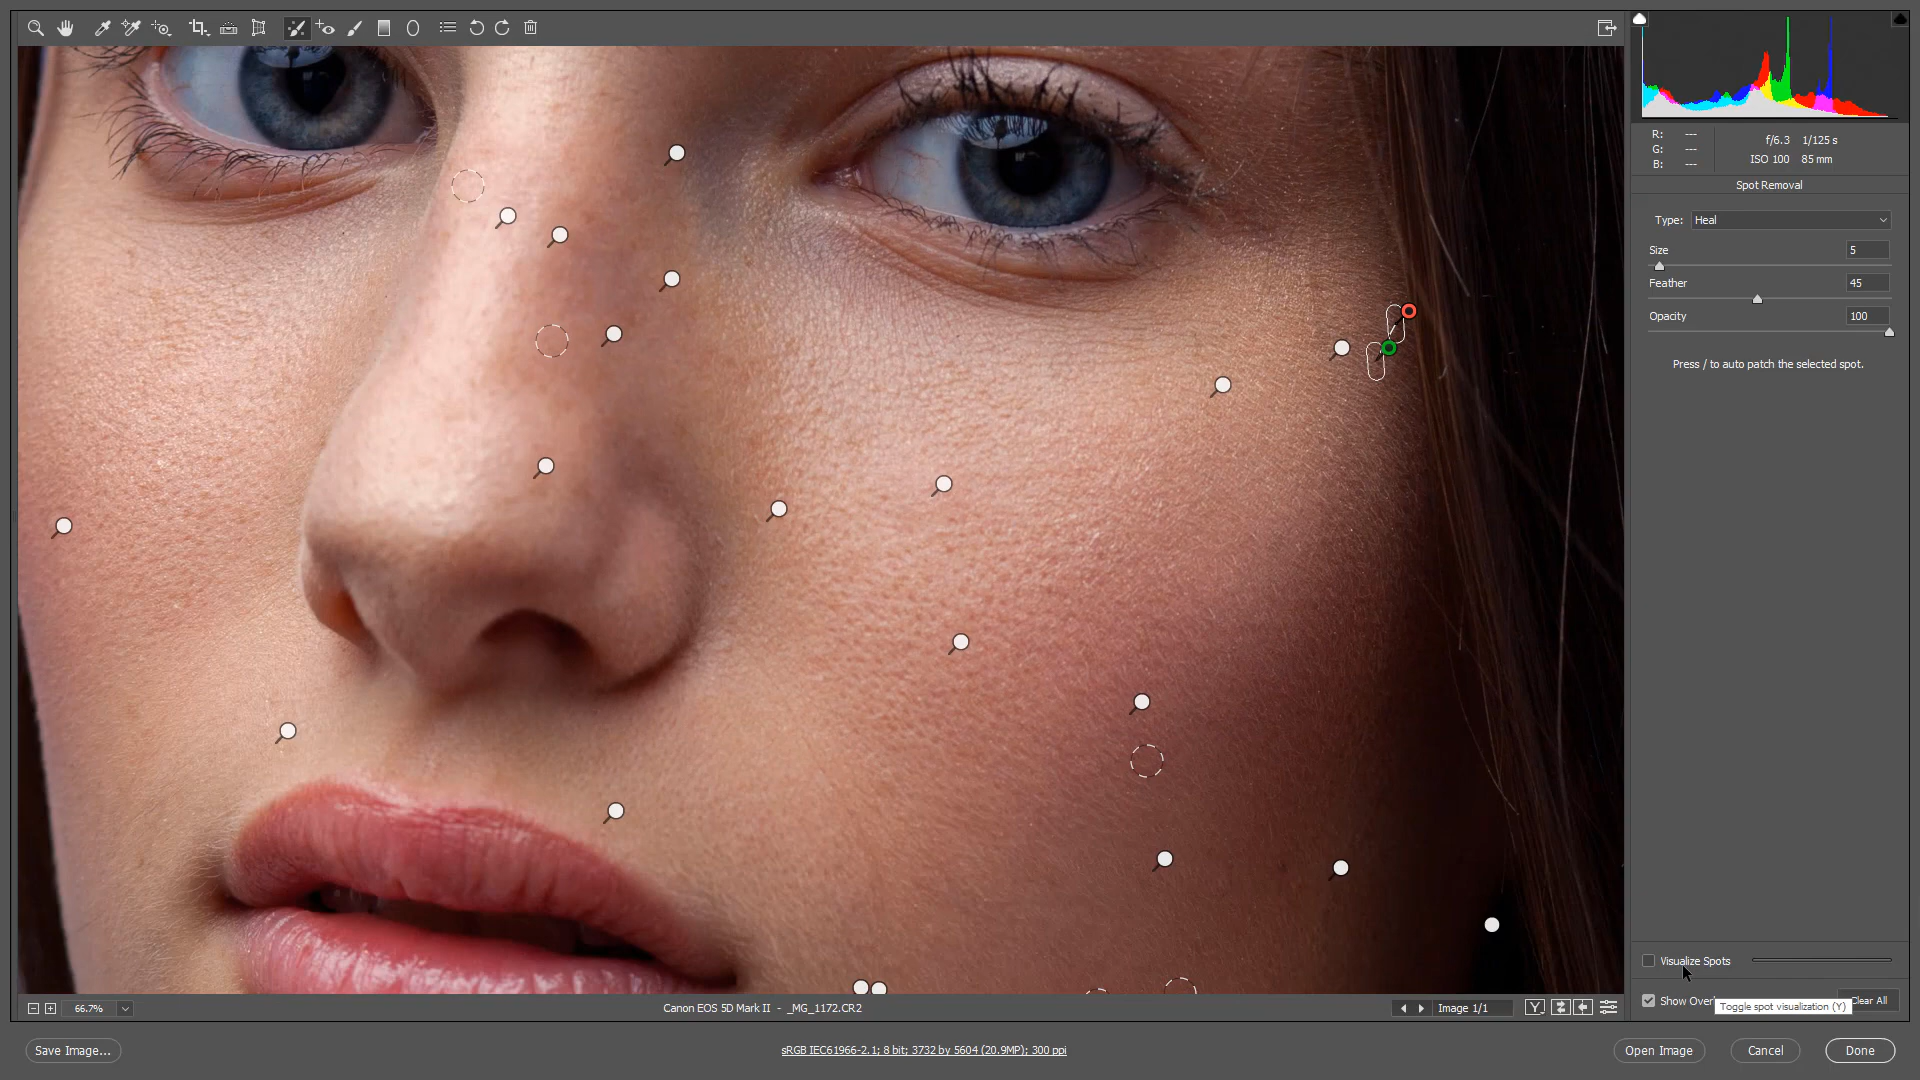 R: ---
G: ---
B: ---
f/6.3 1/125 s
ISO 100 85 mm
Spot Removal
Type: Heal
Size 5
Feather 45
Opacity 100
Press / to auto patch the selected spot.
Visualize Spots
Show Over
Clear All
Toggle spot visualization (Y)
66.7%
Canon EOS 5D Mark II - _MG_1172.CR2
Image 1/1
Y
Save Image...
sRGB IEC61966-2.1; 8 bit; 3732 by 5604 (20.9MP); 300 ppi
Open Image
Cancel
Done